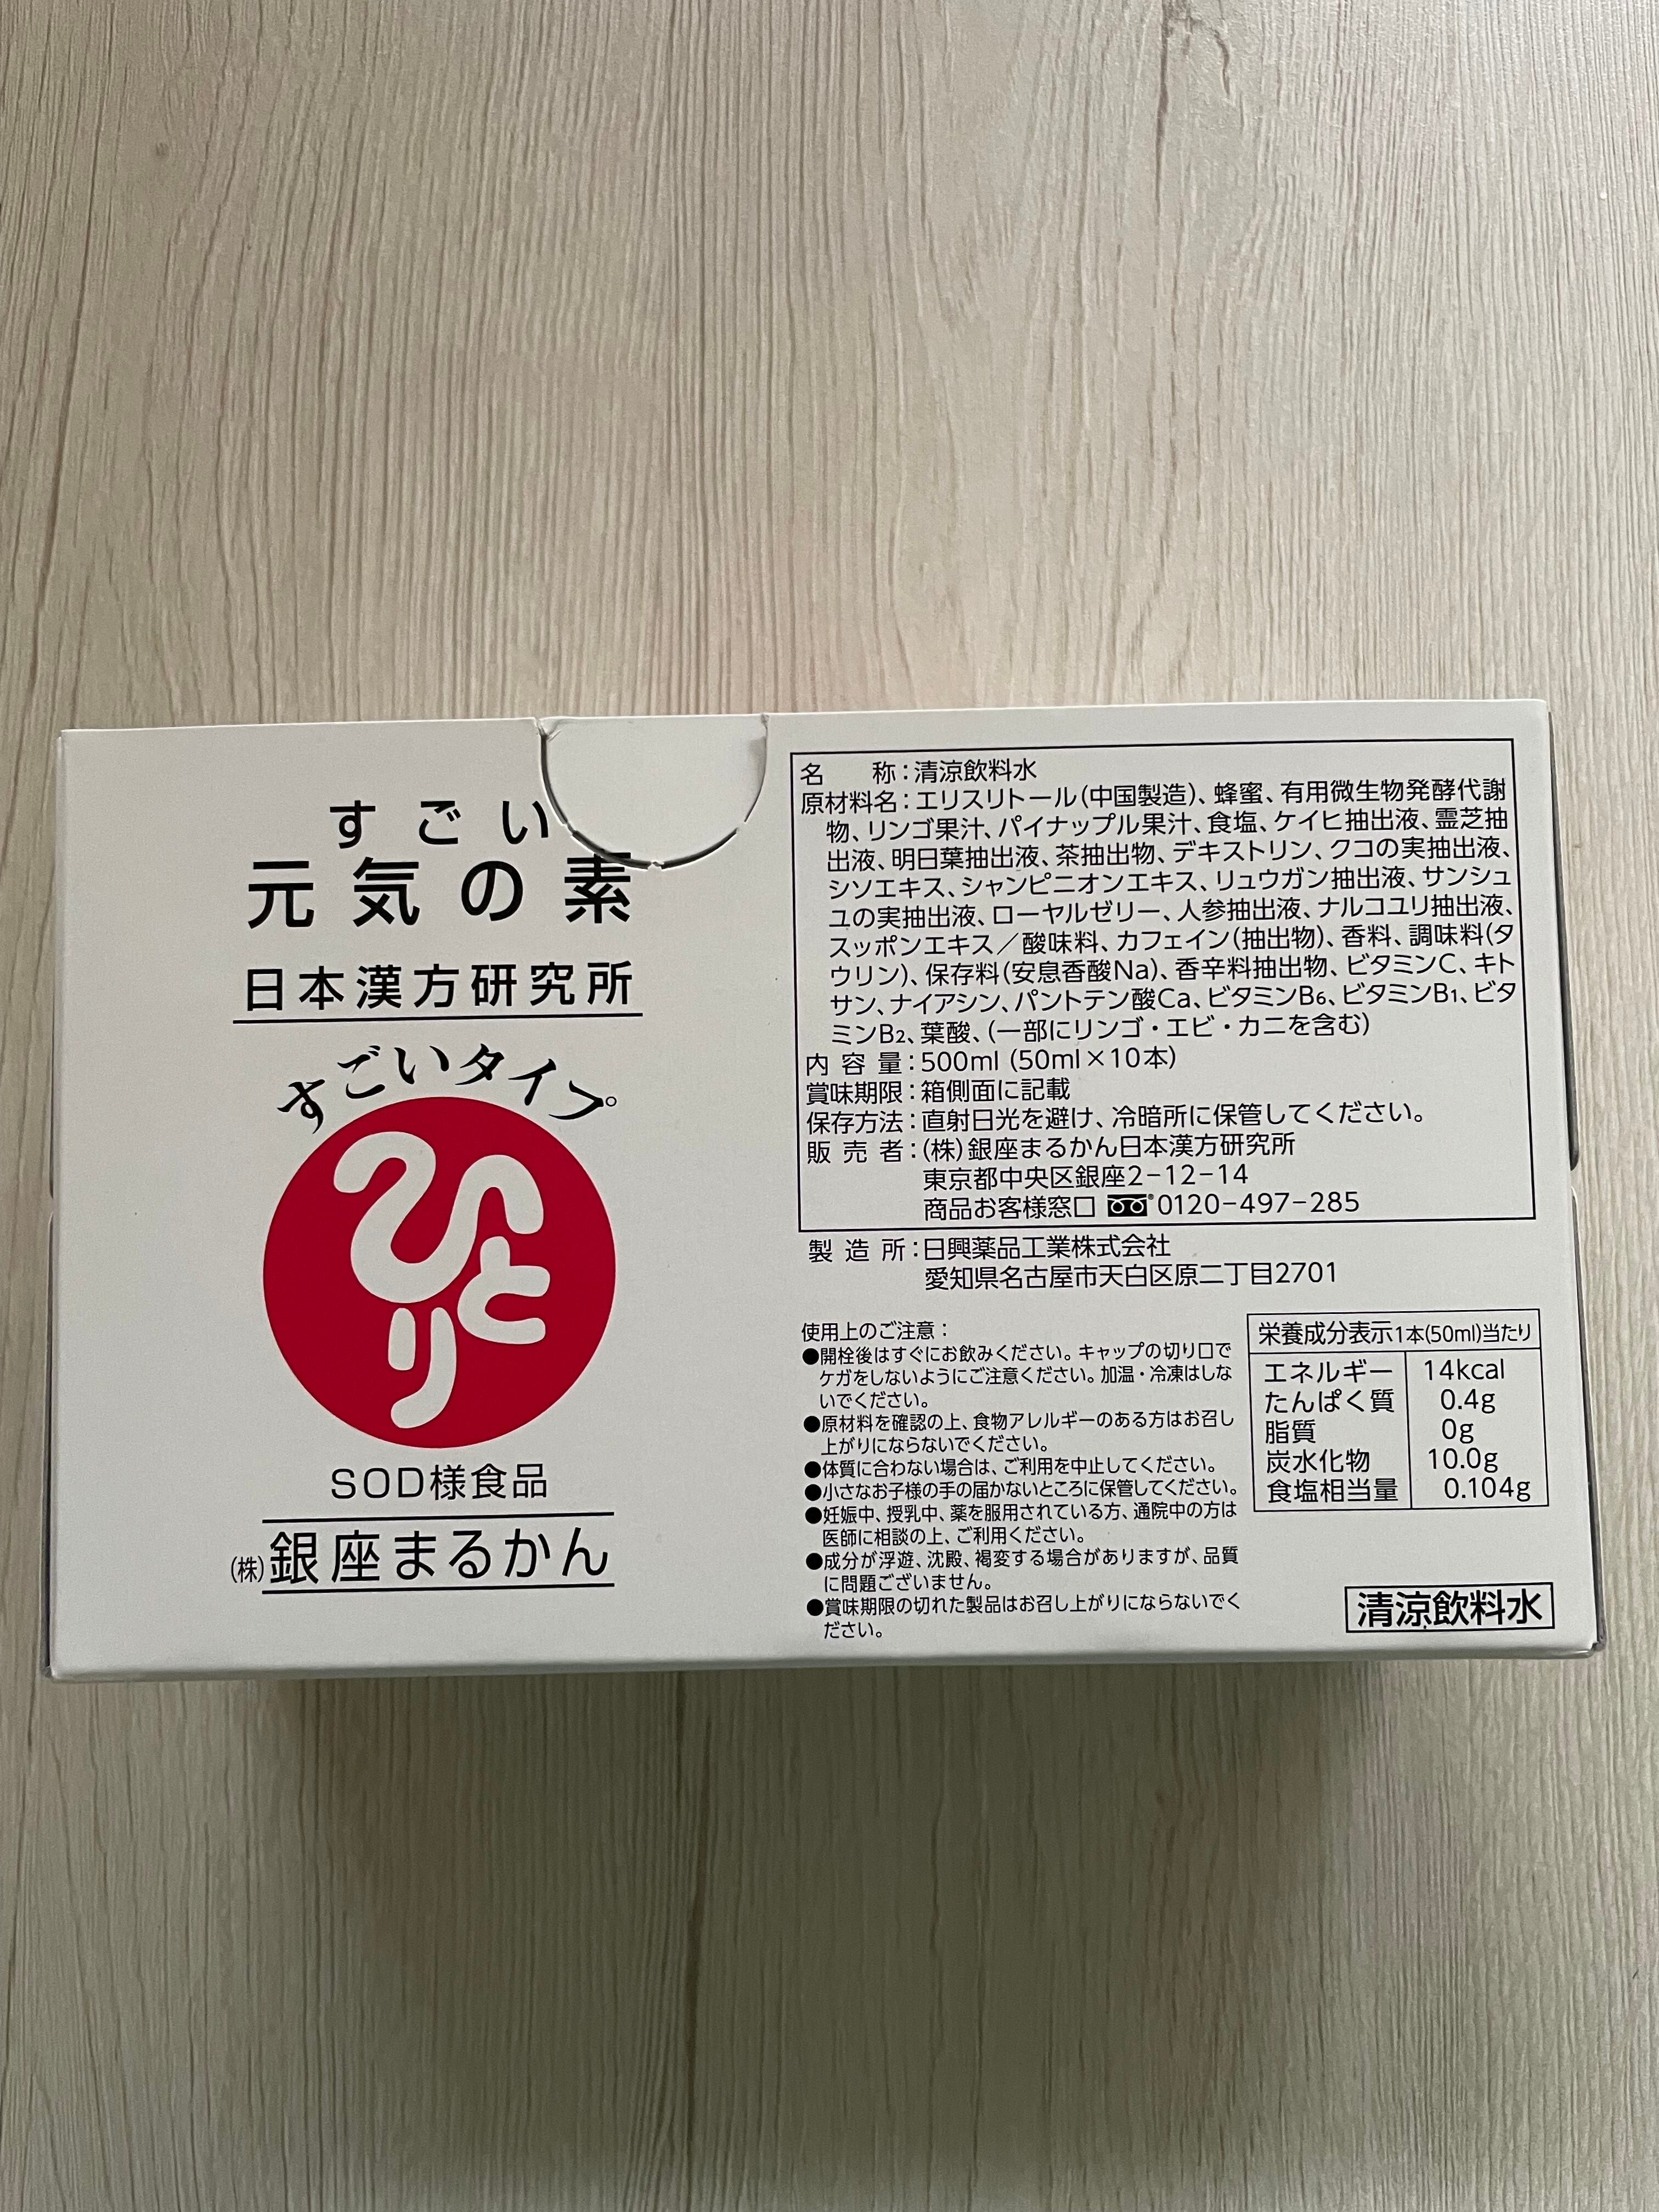 すごい
元気の素
日本漢方研究所
すごいタイプ
ひとり
SOD様食品
(株)銀座まるかん
名　　称：清涼飲料水
原材料名：エリスリトール(中国製造)、蜂蜜、有用微生物発酵代謝
物、リンゴ果汁、パイナップル果汁、食塩、ケイヒ抽出液、霊芝抽
出液、明日葉抽出液、茶抽出物、デキストリン、クコの実抽出液、
シソエキス、シャンピニオンエキス、リュウガン抽出液、サンシュ
ユの実抽出液、ローヤルゼリー、人参抽出液、ナルコユリ抽出液、
スッポンエキス／酸味料、カフェイン(抽出物)、香料、調味料(タ
ウリン)、保存料(安息香酸Na)、香辛料抽出物、ビタミンC、キト
サン、ナイアシン、パントテン酸Ca、ビタミンB₆、ビタミンB₁、ビタ
ミンB₂、葉酸、(一部にリンゴ・エビ・カニを含む)
内 容 量：500ml (50ml×10本)
賞味期限：箱側面に記載
保存方法：直射日光を避け、冷暗所に保管してください。
販 売 者：(株)銀座まるかん日本漢方研究所
東京都中央区銀座2-12-14
商品お客様窓口 0120-497-285
製 造 所：日興薬品工業株式会社
愛知県名古屋市天白区原二丁目2701
使用上のご注意：
●開栓後はすぐにお飲みください。キャップの切り口で
ケガをしないようにご注意ください。加温・冷凍はしな
いでください。
●原材料を確認の上、食物アレルギーのある方はお召し
上がりにならないでください。
●体質に合わない場合は、ご利用を中止してください。
●小さなお子様の手の届かないところに保管してください。
●妊娠中、授乳中、薬を服用されている方、通院中の方は
医師に相談の上、ご利用ください。
●成分が浮遊、沈殿、褐変する場合がありますが、品質
に問題ございません。
●賞味期限の切れた製品はお召し上がりにならないでく
ださい。
栄養成分表示1本(50ml)当たり
エネルギー 14kcal
たんぱく質 0.4g
脂質 0g
炭水化物 10.0g
食塩相当量 0.104g
清涼飲料水